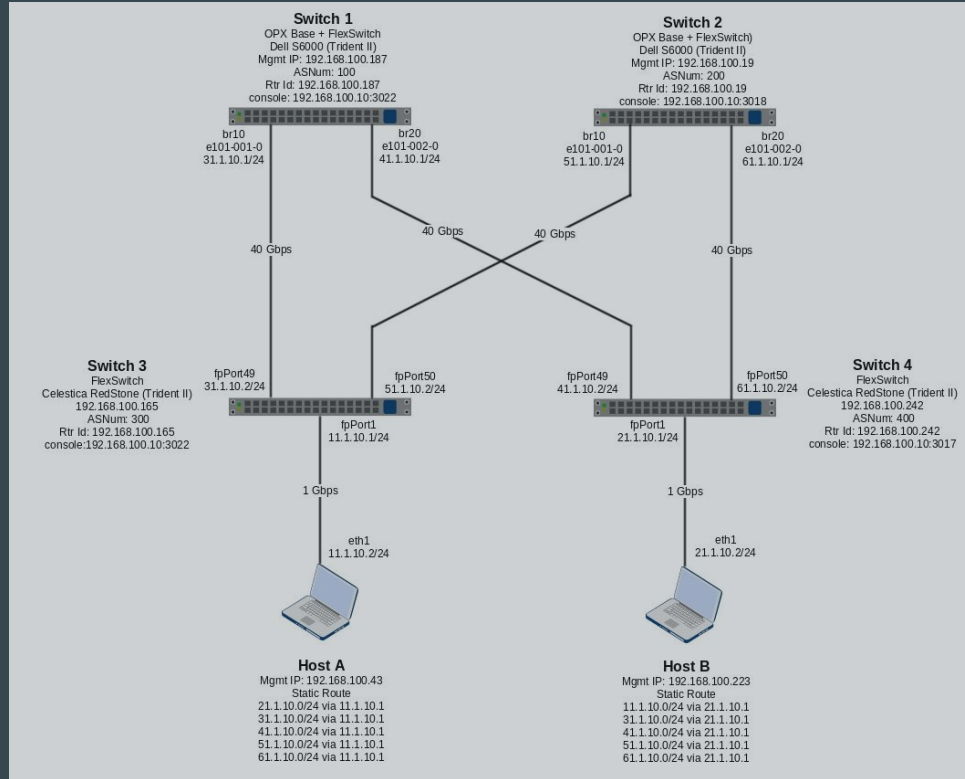 Switch 1
OPX Base + FlexSwitch
Dell S6000 (Trident II)
Mgmt IP: 192.168.100.187
ASNum: 100
Rtr Id: 192.168.100.187
console: 192.168.100.10:3022
Switch 2
OPX Base + FlexSwitch)
Dell S6000 (Trident II)
Mgmt IP: 192.168.100.19
ASNum: 200
Rtr Id: 192.168.100.19
console: 192.168.100.10:3018
br10
e101-001-0
31.1.10.1/24
br20
e101-002-0
41.1.10.1/24
br10
e101-001-0
51.1.10.1/24
br20
e101-002-0
61.1.10.1/24
40 Gbps
40 Gbps
40 Gbps
40 Gbps
Switch 3
FlexSwitch
Celestica RedStone (Trident II)
192.168.100.165
ASNum: 300
Rtr Id: 192.168.100.165
console:192.168.100.10:3022
fpPort49
31.1.10.2/24
fpPort50
51.1.10.2/24
fpPort49
41.1.10.2/24
fpPort50
61.1.10.2/24
Switch 4
FlexSwitch
Celestica RedStone (Trident II)
192.168.100.242
ASNum: 400
Rtr Id: 192.168.100.242
console: 192.168.100.10:3017
fpPort1
11.1.10.1/24
fpPort1
21.1.10.1/24
1 Gbps
1 Gbps
eth1
11.1.10.2/24
eth1
21.1.10.2/24
Host A
Mgmt IP: 192.168.100.43
Static Route
21.1.10.0/24 via 11.1.10.1
31.1.10.0/24 via 11.1.10.1
41.1.10.0/24 via 11.1.10.1
51.1.10.0/24 via 11.1.10.1
61.1.10.0/24 via 11.1.10.1
Host B
Mgmt IP: 192.168.100.223
Static Route
11.1.10.0/24 via 21.1.10.1
31.1.10.0/24 via 21.1.10.1
41.1.10.0/24 via 21.1.10.1
51.1.10.0/24 via 21.1.10.1
61.1.10.0/24 via 21.1.10.1